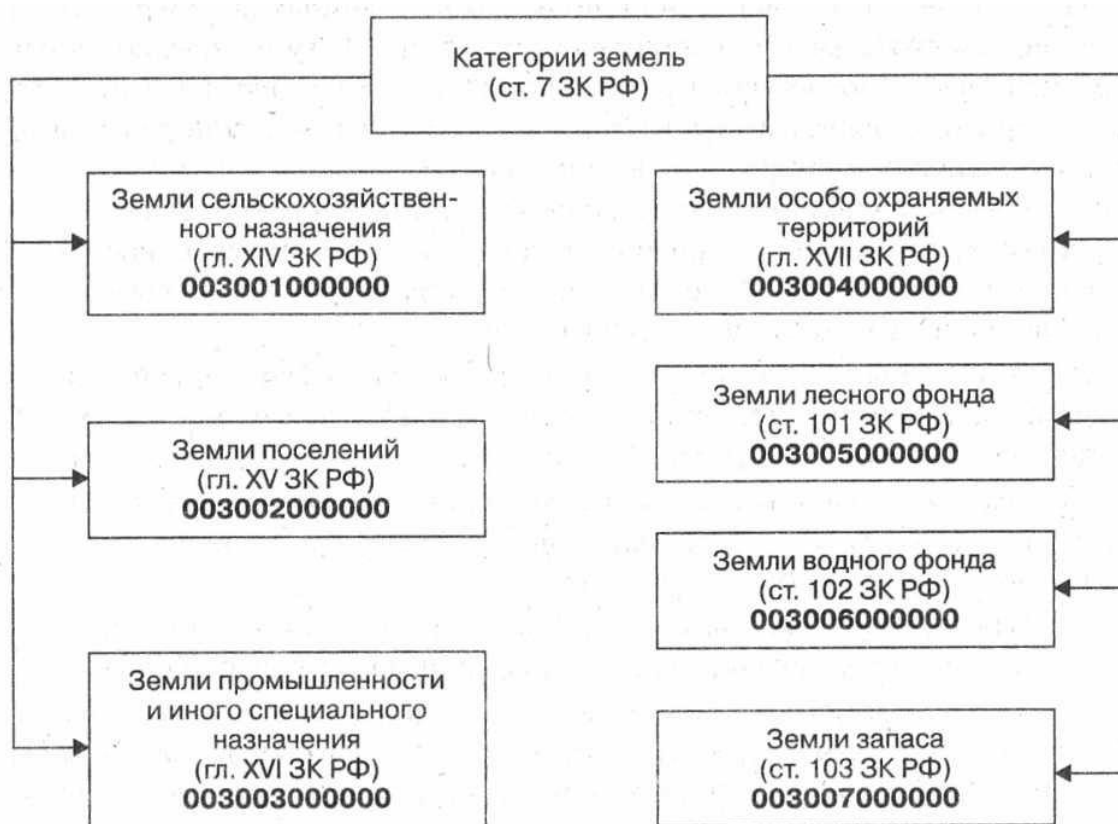 Категории земель
(ст. 7 ЗК РФ)
Земли сельскохозяйствен-
ного назначения
(гл. XIV ЗК РФ)
003001000000
Земли поселений
(гл. XV ЗК РФ)
003002000000
Земли промышленности
и иного специального
назначения
(гл. XVI ЗК РФ)
003003000000
Земли особо охраняемых
территорий
(гл. XVII ЗК РФ)
003004000000
Земли лесного фонда
(ст. 101 ЗК РФ)
003005000000
Земли водного фонда
(ст. 102 ЗК РФ)
003006000000
Земли запаса
(ст. 103 ЗК РФ)
003007000000